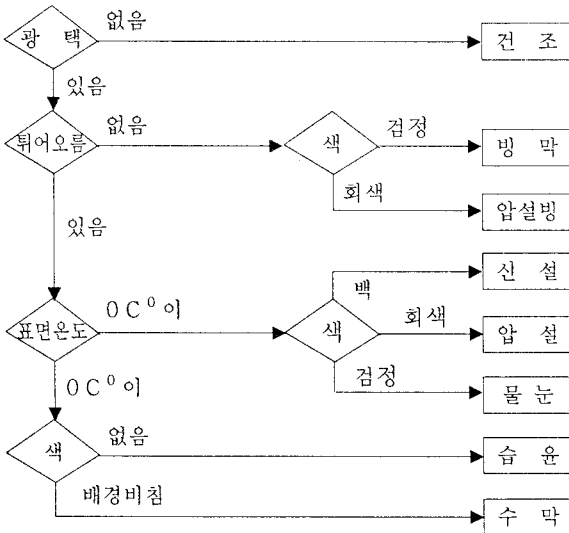 없음
광 택
건 조
있음
없음
튀어오름
색
검정
빙 막
회색
압설빙
있음
신 설
백
0 C⁰ 이
표면온도
색
회색
압 설
검정
0 C⁰ 이
물 눈
없음
색
습 윤
배경비침
수 막